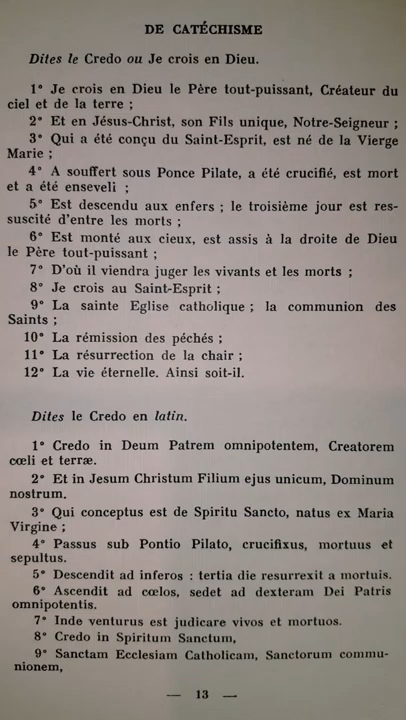 DE CATÉCHISME
Dites le Credo ou Je crois en Dieu.
1° Je crois en Dieu le Père tout-puissant, Créateur du
ciel et de la terre ;
2° Et en Jésus-Christ, son Fils unique, Notre-Seigneur ;
3° Qui a été conçu du Saint-Esprit, est né de la Vierge
Marie ;
4° A souffert sous Ponce Pilate, a été crucifié, est mort
et a été enseveli ;
5° Est descendu aux enfers ; le troisième jour est res-
suscité d'entre les morts ;
6° Est monté aux cieux, est assis à la droite de Dieu
le Père tout-puissant ;
7° D'où il viendra juger les vivants et les morts ;
8° Je crois au Saint-Esprit ;
9° La sainte Eglise catholique ; la communion des
Saints ;
10° La rémission des péchés ;
11° La résurrection de la chair ;
12° La vie éternelle. Ainsi soit-il.
Dites le Credo en latin.
1° Credo in Deum Patrem omnipotentem, Creatorem
cœli et terræ.
2° Et in Jesum Christum Filium ejus unicum, Dominum
nostrum.
3° Qui conceptus est de Spiritu Sancto, natus ex Maria
Virgine ;
4° Passus sub Pontio Pilato, crucifixus, mortuus et
sepultus.
5° Descendit ad inferos : tertia die resurrexit a mortuis.
6° Ascendit ad cœlos, sedet ad dexteram Dei Patris
omnipotentis.
7° Inde venturus est judicare vivos et mortuos.
8° Credo in Spiritum Sanctum,
9° Sanctam Ecclesiam Catholicam, Sanctorum commu-
nionem,
— 13 —